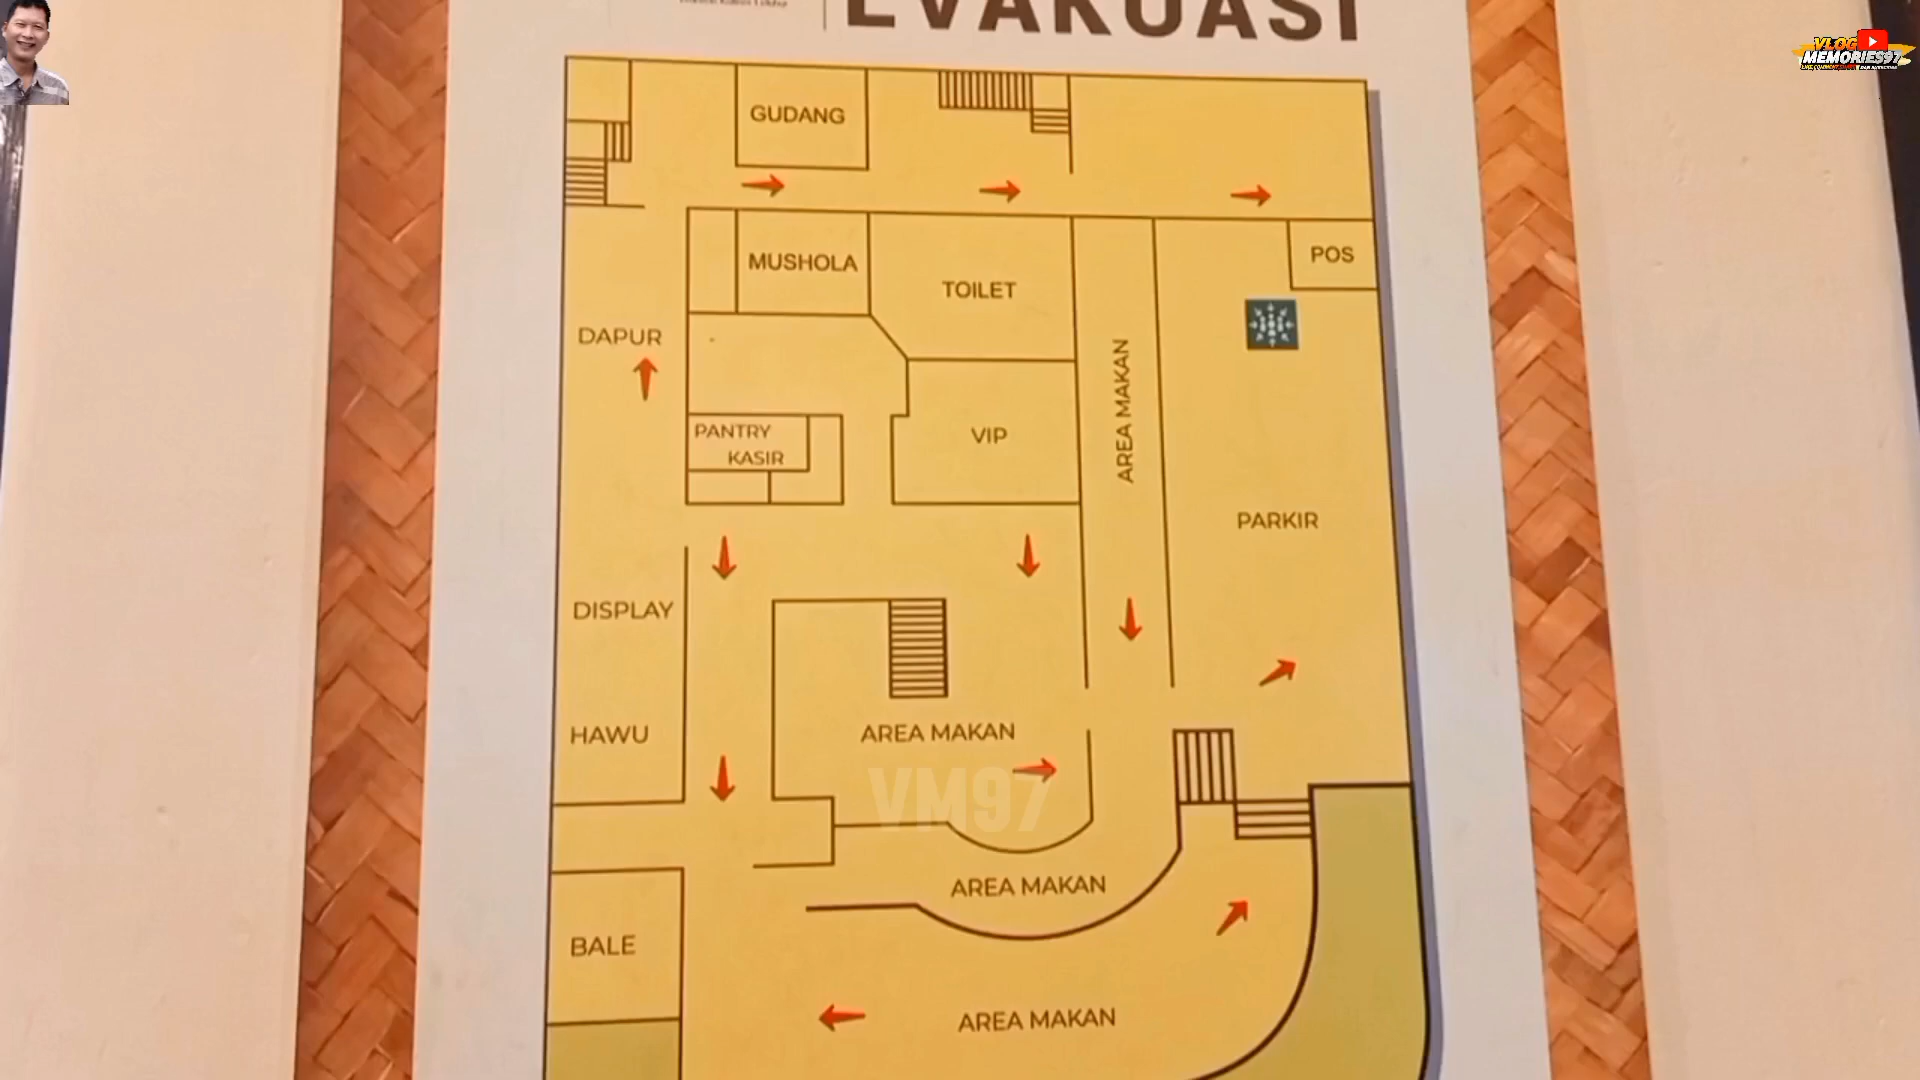 EVAKUASI
VLOG
MEMORIES97
GUDANG
MUSHOLA
TOILET
POS
DAPUR
AREA MAKAN
PANTRY
KASIR
VIP
PARKIR
DISPLAY
HAWU
AREA MAKAN
VM97
AREA MAKAN
BALE
AREA MAKAN